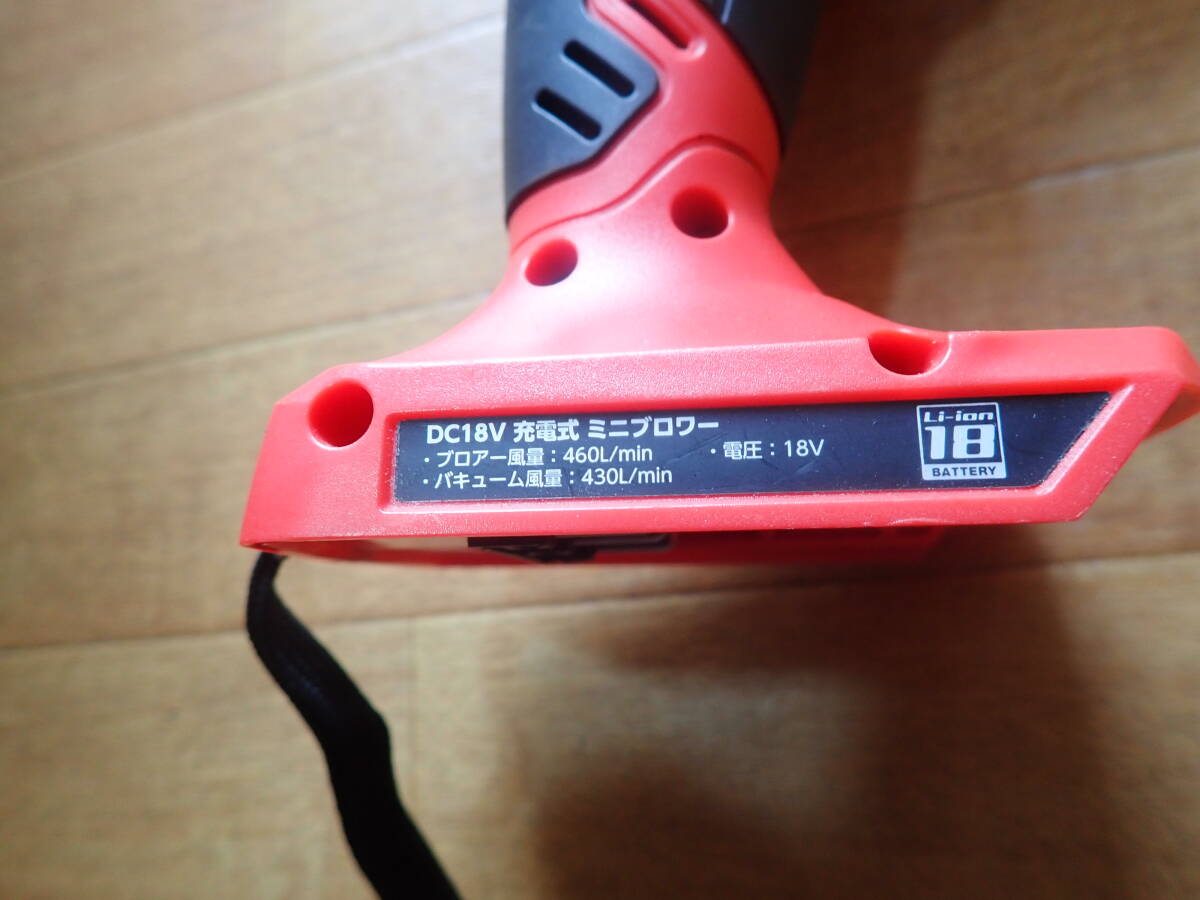 DC18V 充電式 ミニブロワー
・ブロアー風量：460L/min
・電圧：18V
・バキューム風量：430L/min
Li-ion
18
BATTERY